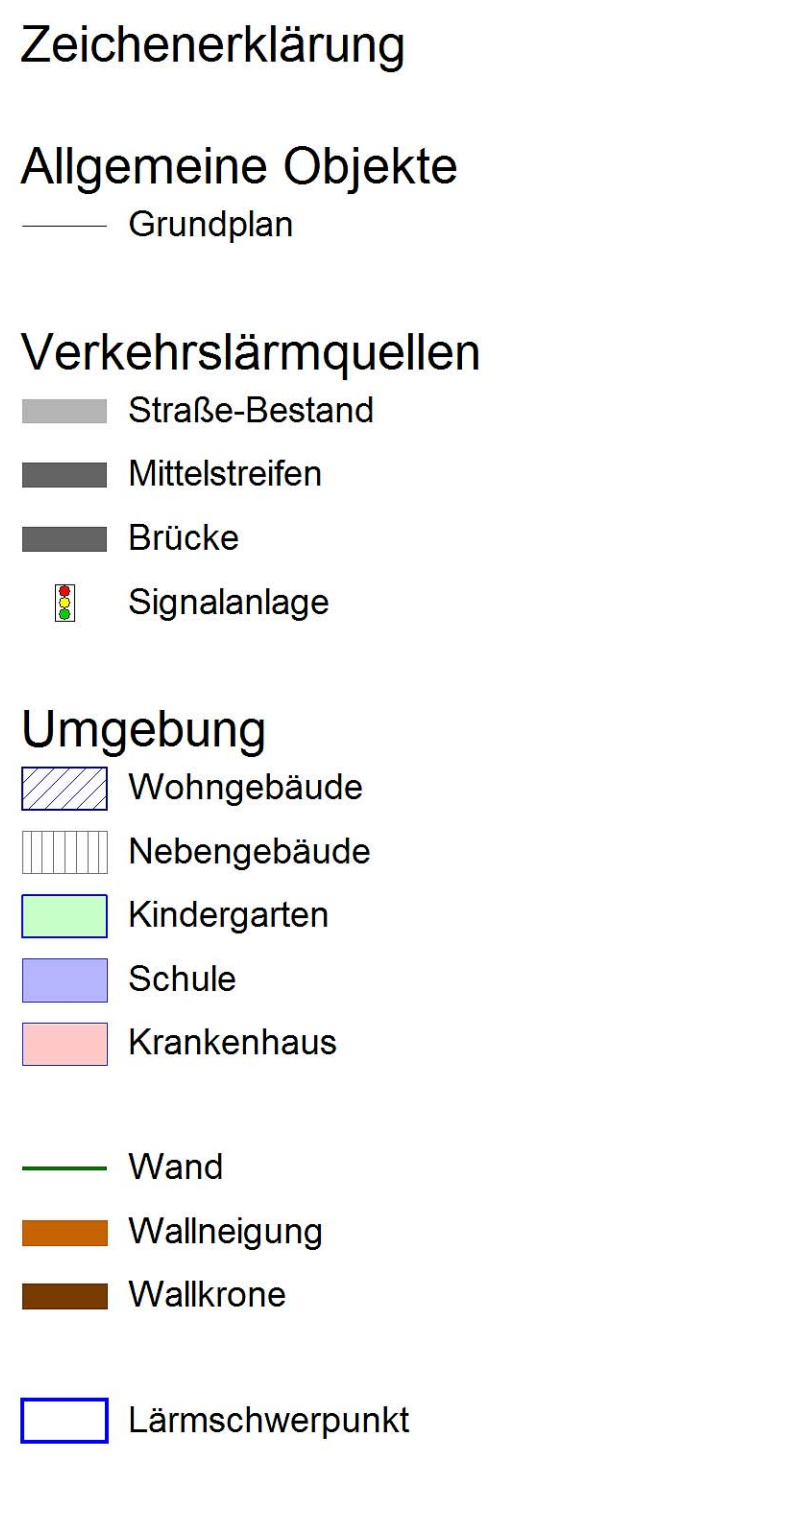 Zeichenerklärung
Allgemeine Objekte
Grundplan
Verkehrslärmquellen
Straße-Bestand
Mittelstreifen
Brücke
Signalanlage
Umgebung
Wohngebäude
Nebengebäude
Kindergarten
Schule
Krankenhaus
Wand
Wallneigung
Wallkrone
Lärmschwerpunkt